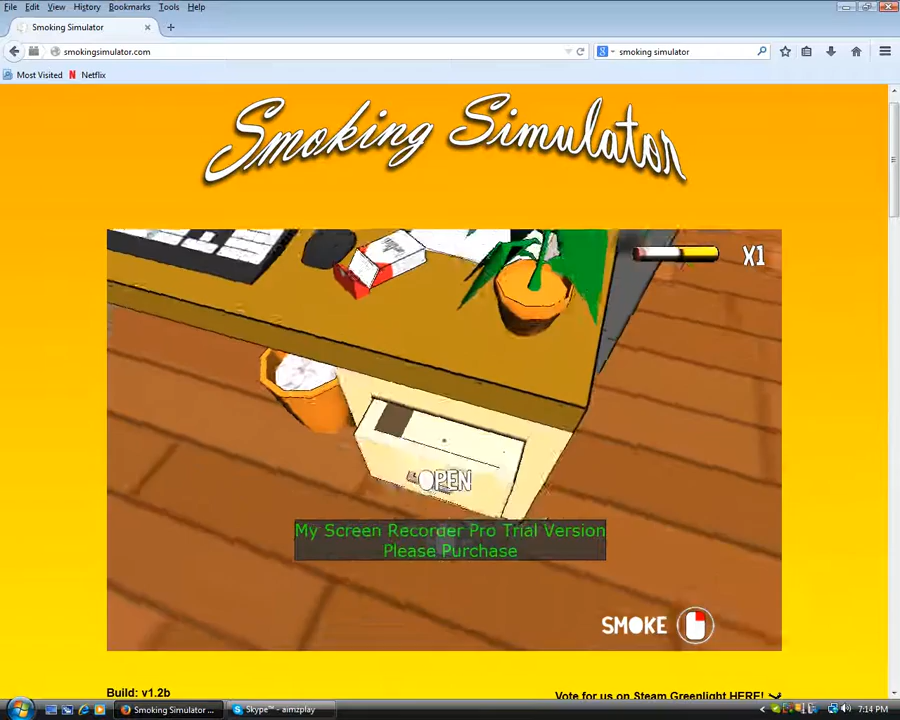 File Edit View History Bookmarks Tools Help
Smoking Simulator
smokingsimulator.com
smoking simulator
Most Visited Netflix
Smoking Simulator
X1
OPEN
My Screen Recorder Pro Trial Version
Please Purchase
SMOKE
Build: v1.2b
Vote for us on Steam Greenlight HERE!
Smoking Simulator ...
Skype™ - aimzplay
7:14 PM